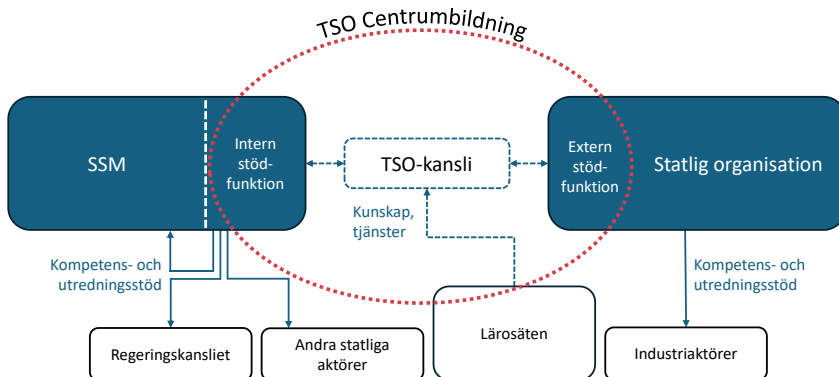 TSO Centrumbildning
SSM
Intern
stöd-
funktion
TSO-kansli
Extern
stöd-
funktion
Statlig organisation
Kunskap,
tjänster
Kompetens- och
utredningsstöd
Kompetens- och
utredningsstöd
Regeringskansliet
Andra statliga
aktörer
Lärosäten
Industriaktörer